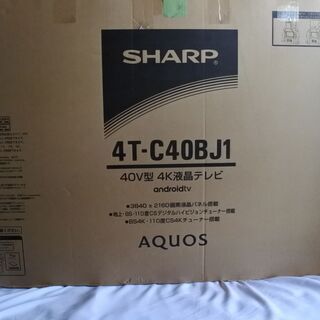 SHARP
4T-C40BJ1
40V型 4K液晶テレビ
androidtv
●3840 x 2160画素液晶パネル搭載
●地上・BS・110度CSデジタルハイビジョンチューナー搭載
●BS4K・110度CS4Kチューナー搭載
AQUOS